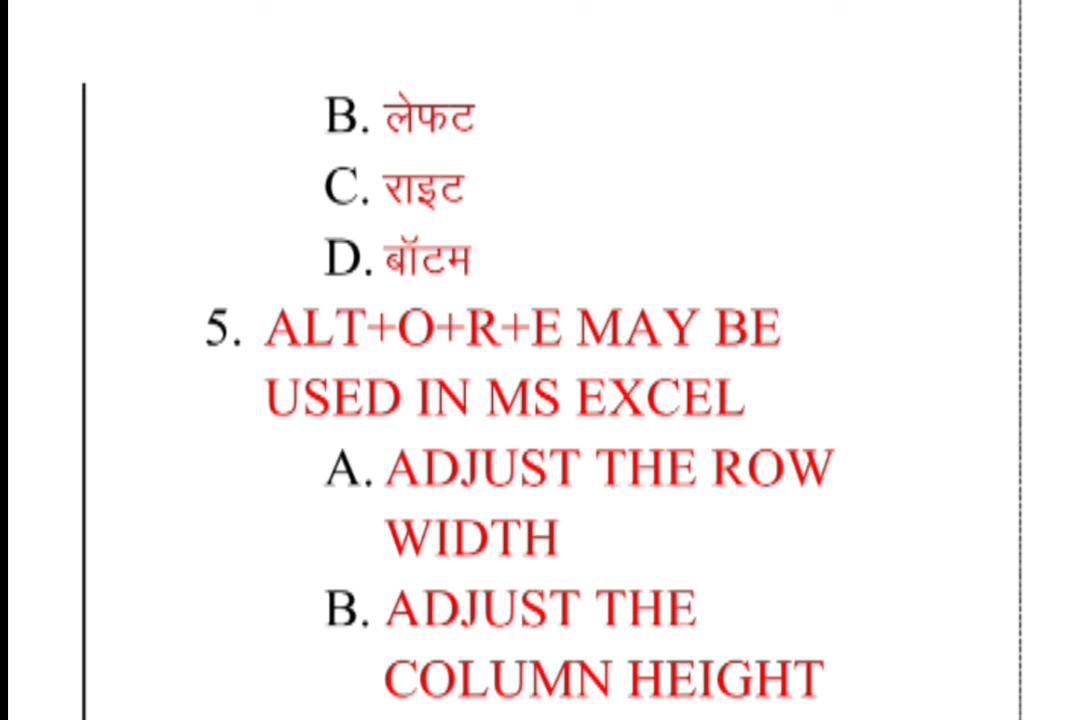 B. लेफट
C. राइट
D. बॉटम
5. ALT+O+R+E MAY BE
USED IN MS EXCEL
A. ADJUST THE ROW
WIDTH
B. ADJUST THE
COLUMN HEIGHT